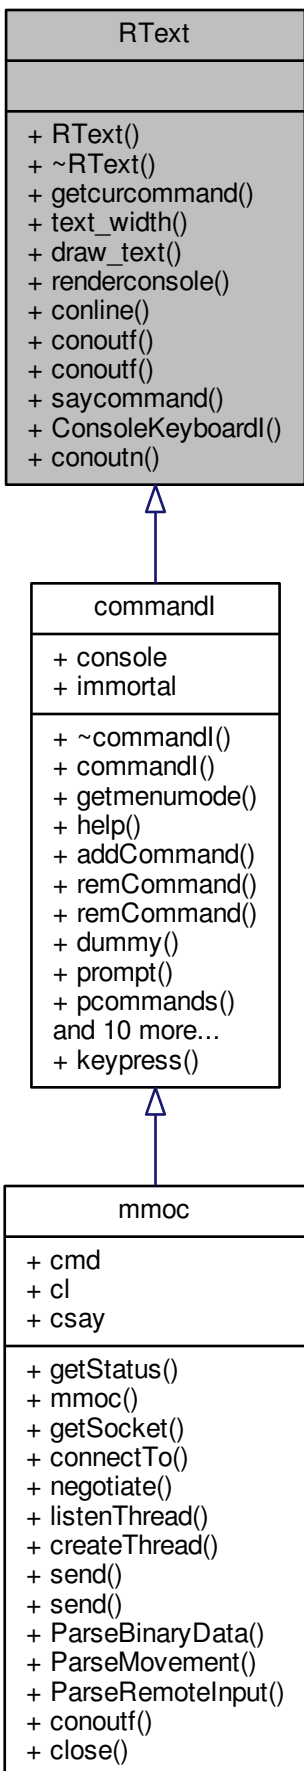 RText
+ RText()
+ ~RText()
+ getcurcommand()
+ text_width()
+ draw_text()
+ renderconsole()
+ conline()
+ conoutf()
+ conoutf()
+ saycommand()
+ ConsoleKeyboardI()
+ conoutn()
commandI
+ console
+ immortal
+ ~commandI()
+ commandI()
+ getmenumode()
+ help()
+ addCommand()
+ remCommand()
+ remCommand()
+ dummy()
+ prompt()
+ pcommands()
and 10 more...
+ keypress()
mmoc
+ cmd
+ cl
+ csay
+ getStatus()
+ mmoc()
+ getSocket()
+ connectTo()
+ negotiate()
+ listenThread()
+ createThread()
+ send()
+ send()
+ ParseBinaryData()
+ ParseMovement()
+ ParseRemoteInput()
+ conoutf()
+ close()